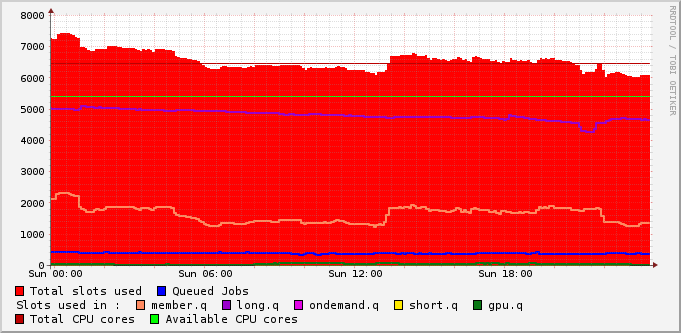 RRDTOOL / TOBI OETIKER
8000
7000
6000
5000
4000
3000
2000
1000
0
Sun 00:00 Sun 06:00 Sun 12:00 Sun 18:00
Total slots used Queued Jobs
Slots used in : member.q long.q ondemand.q short.q gpu.q
Total CPU cores Available CPU cores